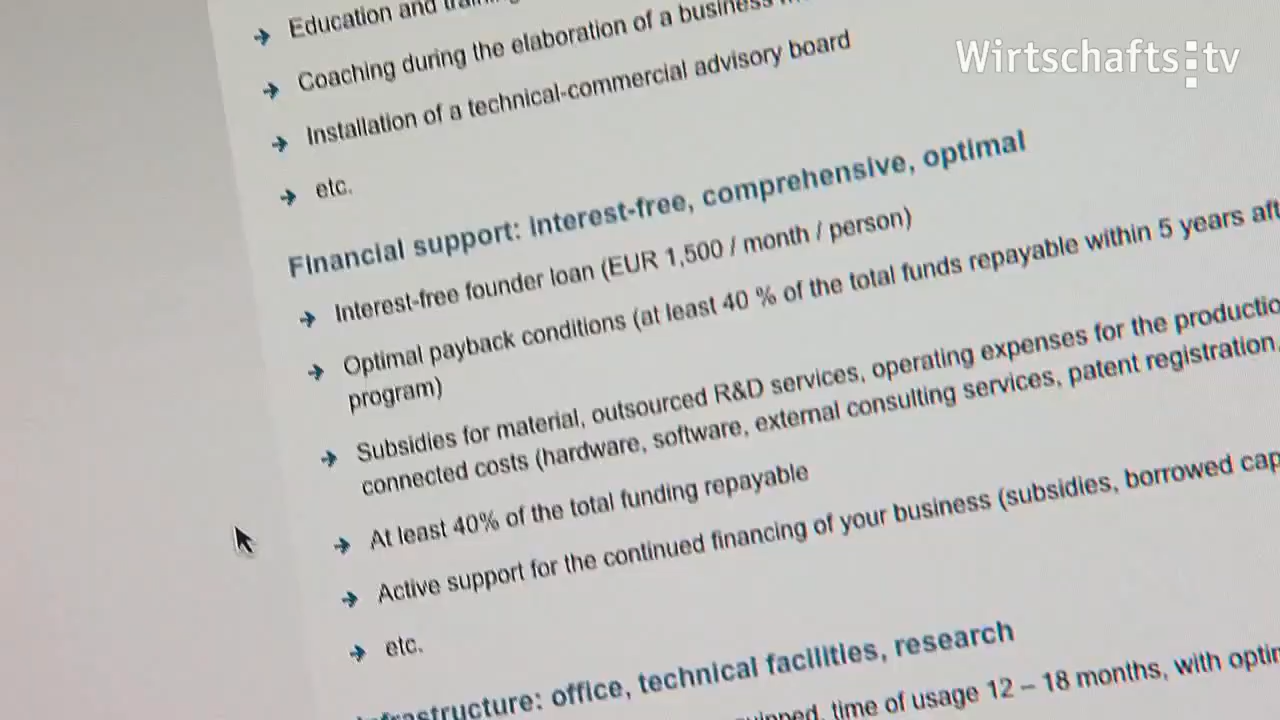 Education and
Wirtschafts:tv
Coaching during the elaboration of a business
Installation of a technical-commercial advisory board
etc.
Financial support: interest-free, comprehensive, optimal
Interest-free founder loan (EUR 1,500 / month / person)
Optimal payback conditions (at least 40 % of the total funds repayable within 5 years
program)
Subsidies for material, outsourced R&D services, operating expenses for the
connected costs (hardware, software, external consulting services, patent registration,
At least 40% of the total funding repayable
Active support for the continued financing of your business (subsidies, borrowed
etc.
office, technical facilities, research
time of usage 12 – 18 months, with